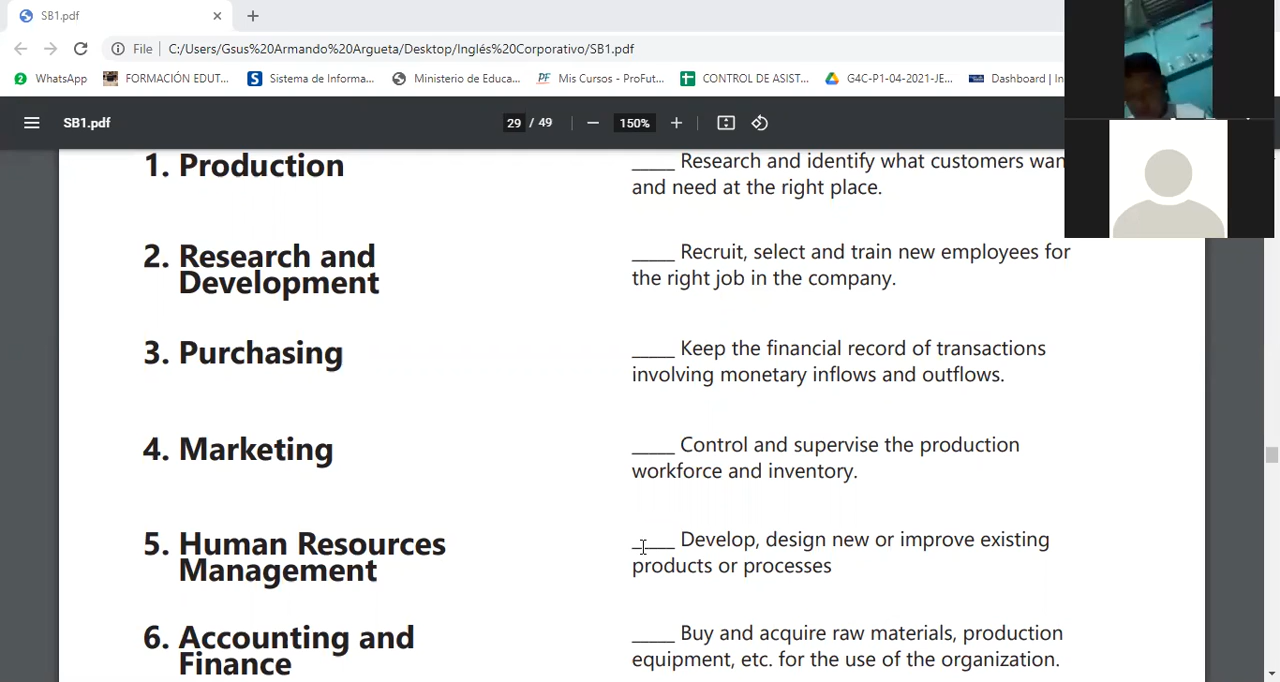 SB1.pdf
File C:/Users/Gsus%20Armando%20Argueta/Desktop/Inglés%20Corporativo/SB1.pdf
2 WhatsApp FORMACIÓN EDUT... S Sistema de Informa... Ministerio de Educa... PF Mis Cursos - ProFut... CONTROL DE ASIST... G4C-P1-04-2021-JE... Dashboard | In
SB1.pdf 29 / 49 150%
1. Production
_____ Research and identify what customers wan
and need at the right place.
2. Research and
Development
_____ Recruit, select and train new employees for
the right job in the company.
3. Purchasing
_____ Keep the financial record of transactions
involving monetary inflows and outflows.
4. Marketing
_____ Control and supervise the production
workforce and inventory.
5. Human Resources
Management
_____ Develop, design new or improve existing
products or processes
6. Accounting and
Finance
_____ Buy and acquire raw materials, production
equipment, etc. for the use of the organization.